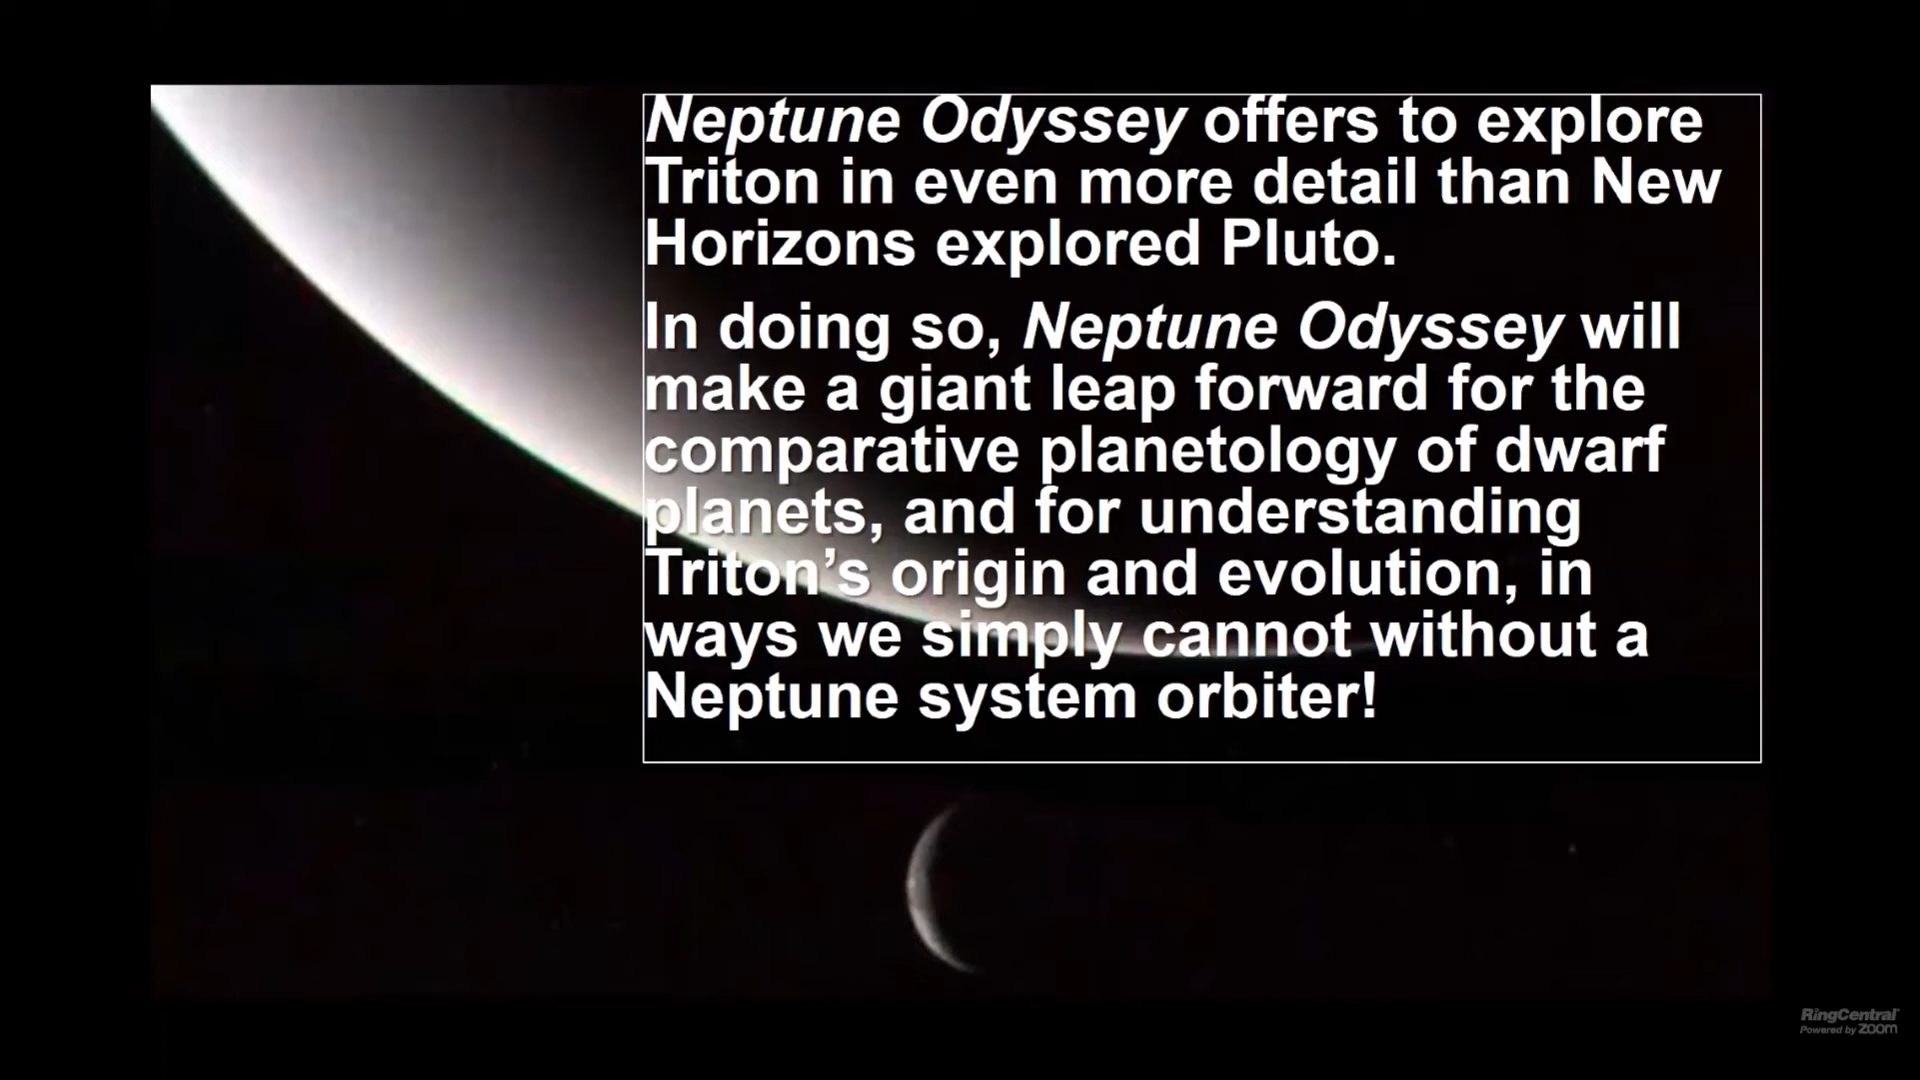 Neptune Odyssey offers to explore
Triton in even more detail than New
Horizons explored Pluto.
In doing so, Neptune Odyssey will
make a giant leap forward for the
comparative planetology of dwarf
planets, and for understanding
Triton’s origin and evolution, in
ways we simply cannot without a
Neptune system orbiter!
RingCentral
Powered by zoom